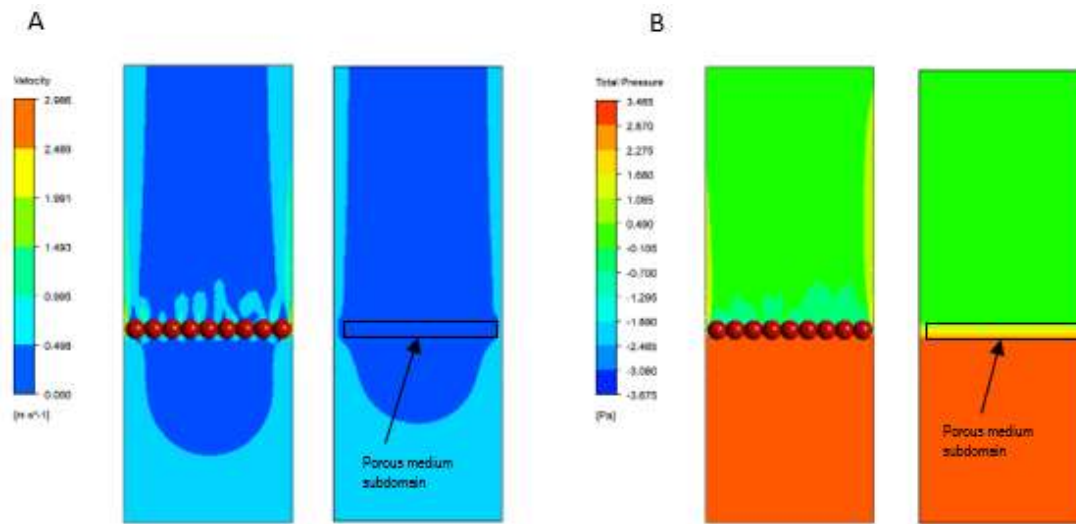 A
B
Velocity
2.986
2.489
1.991
1.493
0.995
0.498
0.000
[m s^-1]
Porous medium
subdomain
Total Pressure
3.465
2.870
2.275
1.680
1.085
0.490
-0.105
-0.700
-1.295
-1.890
-2.485
-3.080
-3.675
[Pa]
Porous medium
subdomain